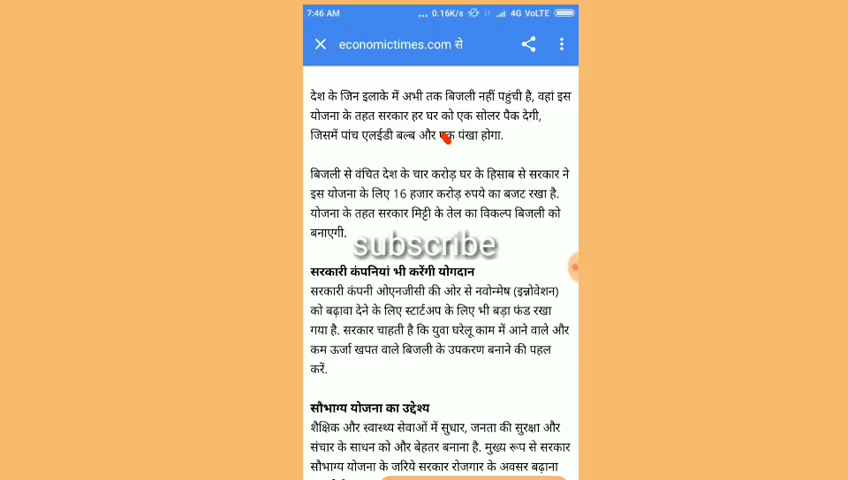 7:46 AM ... 0.16K/s 4G VoLTE
economictimes.com से
देश के जिन इलाके में अभी तक बिजली नहीं पहुंची है, वहां इस
योजना के तहत सरकार हर घर को एक सोलर पैक देगी,
जिसमें पांच एलईडी बल्ब और एक पंखा होगा.
बिजली से वंचित देश के चार करोड़ घर के हिसाब से सरकार ने
इस योजना के लिए 16 हजार करोड़ रुपये का बजट रखा है.
योजना के तहत सरकार मिट्टी के तेल का विकल्प बिजली को
बनाएगी.
subscribe
सरकारी कंपनियां भी करेंगी योगदान
सरकारी कंपनी ओएनजीसी की ओर से नवोन्मेष (इन्नोवेशन)
को बढ़ावा देने के लिए स्टार्टअप के लिए भी बड़ा फंड रखा
गया है. सरकार चाहती है कि युवा घरेलू काम में आने वाले और
कम ऊर्जा खपत वाले बिजली के उपकरण बनाने की पहल
करें.
सौभाग्य योजना का उद्देश्य
शैक्षिक और स्वास्थ्य सेवाओं में सुधार, जनता की सुरक्षा और
संचार के साधन को और बेहतर बनाना है. मुख्य रूप से सरकार
सौभाग्य योजना के जरिये सरकार रोजगार के अवसर बढ़ाना